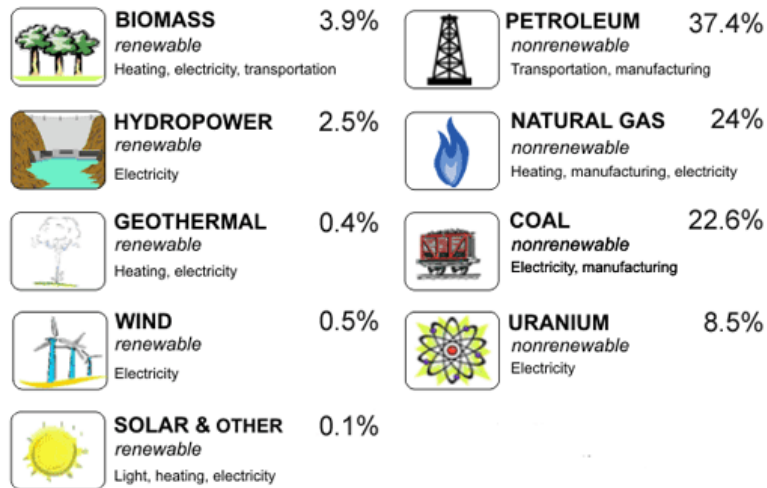 BIOMASS 3.9%
renewable
Heating, electricity, transportation
HYDROPOWER 2.5%
renewable
Electricity
GEOTHERMAL 0.4%
renewable
Heating, electricity
WIND 0.5%
renewable
Electricity
SOLAR & OTHER 0.1%
renewable
Light, heating, electricity
PETROLEUM 37.4%
nonrenewable
Transportation, manufacturing
NATURAL GAS 24%
nonrenewable
Heating, manufacturing, electricity
COAL 22.6%
nonrenewable
Electricity, manufacturing
URANIUM 8.5%
nonrenewable
Electricity